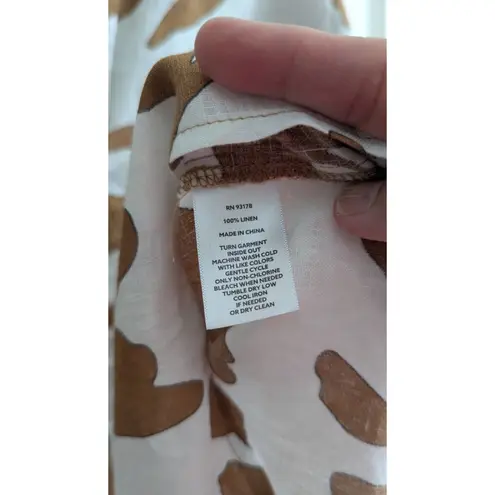 RN 93178
100% LINEN
MADE IN CHINA
TURN GARMENT
INSIDE OUT
MACHINE WASH COLD
WITH LIKE COLORS
GENTLE CYCLE
ONLY NON-CHLORINE
BLEACH WHEN NEEDED
TUMBLE DRY LOW
COOL IRON
IF NEEDED
OR DRY CLEAN